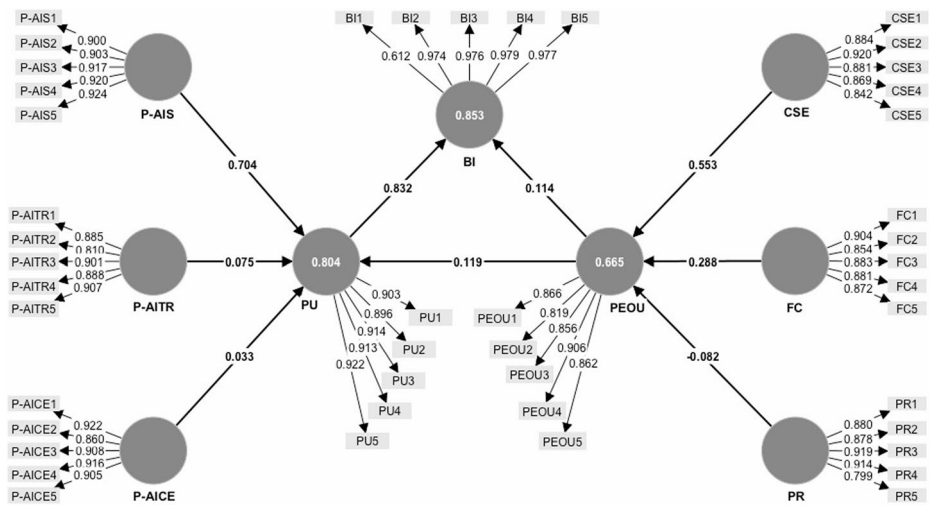 P-AIS1
P-AIS2
P-AIS3
P-AIS4
P-AIS5
0.900
0.903
0.917
0.920
0.924
P-AIS
BI1
BI2
BI3
BI4
BI5
0.612
0.974
0.976
0.979
0.977
0.853
BI
CSE1
CSE2
CSE3
CSE4
CSE5
0.884
0.920
0.881
0.869
0.842
CSE
0.704
0.832
0.114
0.553
P-AITR1
P-AITR2
P-AITR3
P-AITR4
P-AITR5
0.885
0.810
0.901
0.888
0.907
P-AITR
0.075
0.804
PU
0.119
0.665
PEOU
0.288
FC
FC1
FC2
FC3
FC4
FC5
0.904
0.854
0.883
0.881
0.872
0.903
0.896
0.914
0.913
0.922
PU1
PU2
PU3
PU4
PU5
0.866
0.819
0.856
0.906
0.862
PEOU1
PEOU2
PEOU3
PEOU4
PEOU5
0.033
-0.082
P-AICE1
P-AICE2
P-AICE3
P-AICE4
P-AICE5
0.922
0.860
0.908
0.916
0.905
P-AICE
PR
PR1
PR2
PR3
PR4
PR5
0.880
0.878
0.919
0.914
0.799